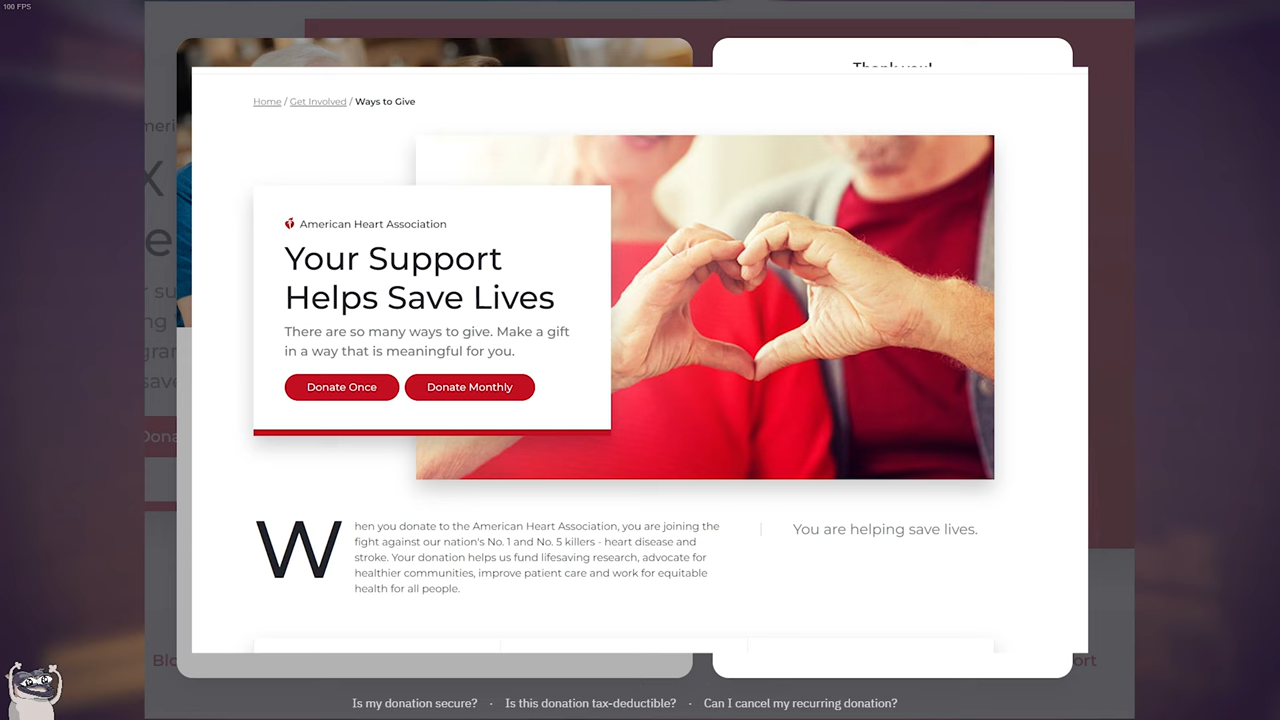 100 FPS
Home / Get Involved / Ways to Give
American Heart Association
Your Support
Helps Save Lives
There are so many ways to give. Make a gift
in a way that is meaningful for you.
Donate Once
Donate Monthly
When you donate to the American Heart Association, you are joining the
fight against our nation's No. 1 and No. 5 killers - heart disease and
stroke. Your donation helps us fund lifesaving research, advocate for
healthier communities, improve patient care and work for equitable
health for all people.
You are helping save lives.
Is my donation secure? · Is this donation tax-deductible? · Can I cancel my recurring donation?